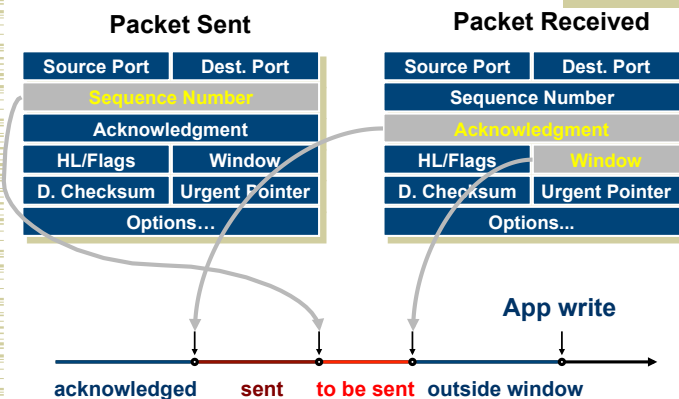 Packet Sent
Source Port Dest. Port
Sequence Number
Acknowledgment
HL/Flags Window
D. Checksum Urgent Pointer
Options…
Packet Received
Source Port Dest. Port
Sequence Number
Acknowledgment
HL/Flags Window
D. Checksum Urgent Pointer
Options...
App write
acknowledged sent to be sent outside window